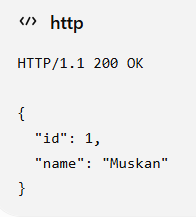 </> http
HTTP/1.1 200 OK
{
  "id": 1,
  "name": "Muskan"
}